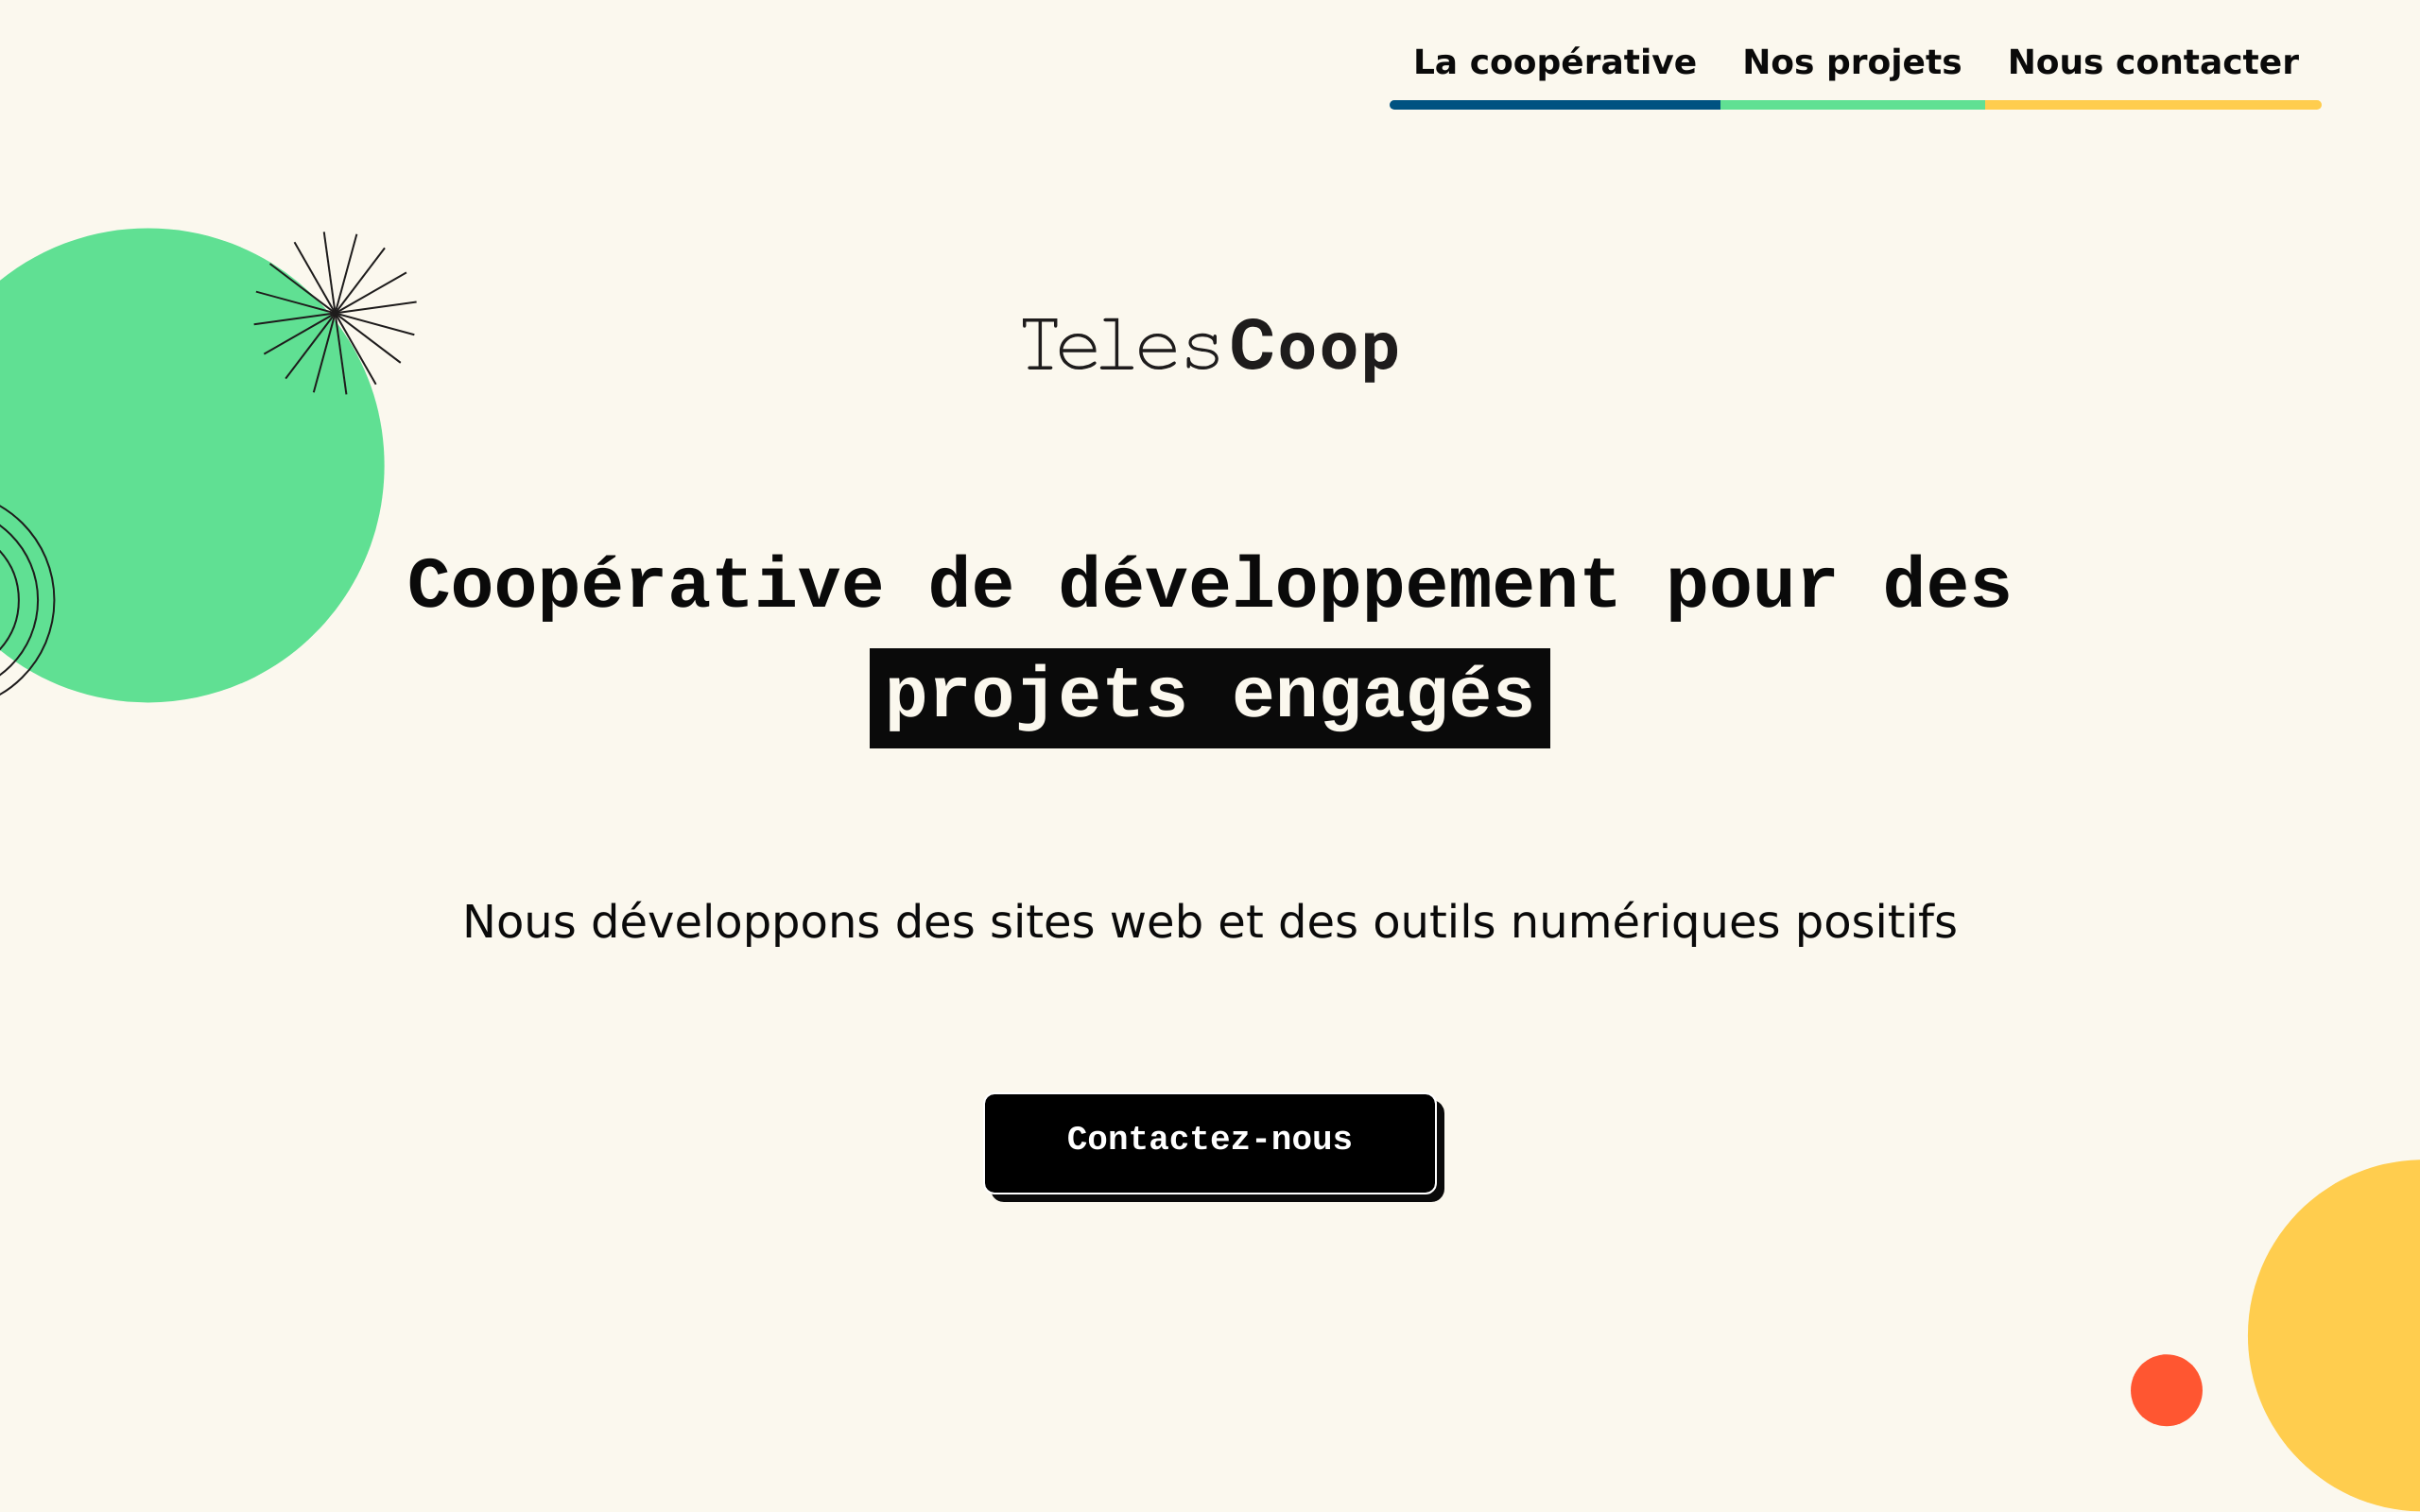 La coopérative Nos projets Nous contacter
TelesCoop
Coopérative de développement pour des
projets engagés
Nous développons des sites web et des outils numériques positifs
Contactez-nous